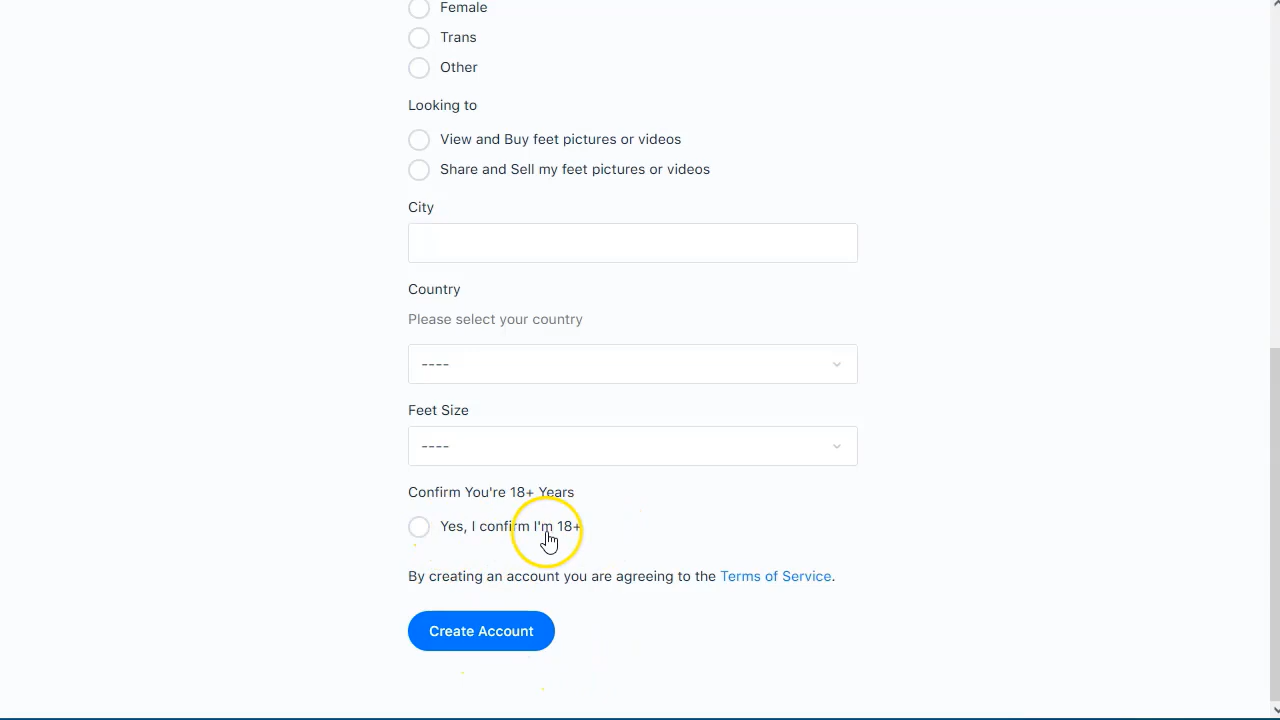 Female
Trans
Other
Looking to
View and Buy feet pictures or videos
Share and Sell my feet pictures or videos
City
Country
Please select your country
----
Feet Size
----
Confirm You're 18+ Years
Yes, I confirm I'm 18+
By creating an account you are agreeing to the Terms of Service.
Create Account